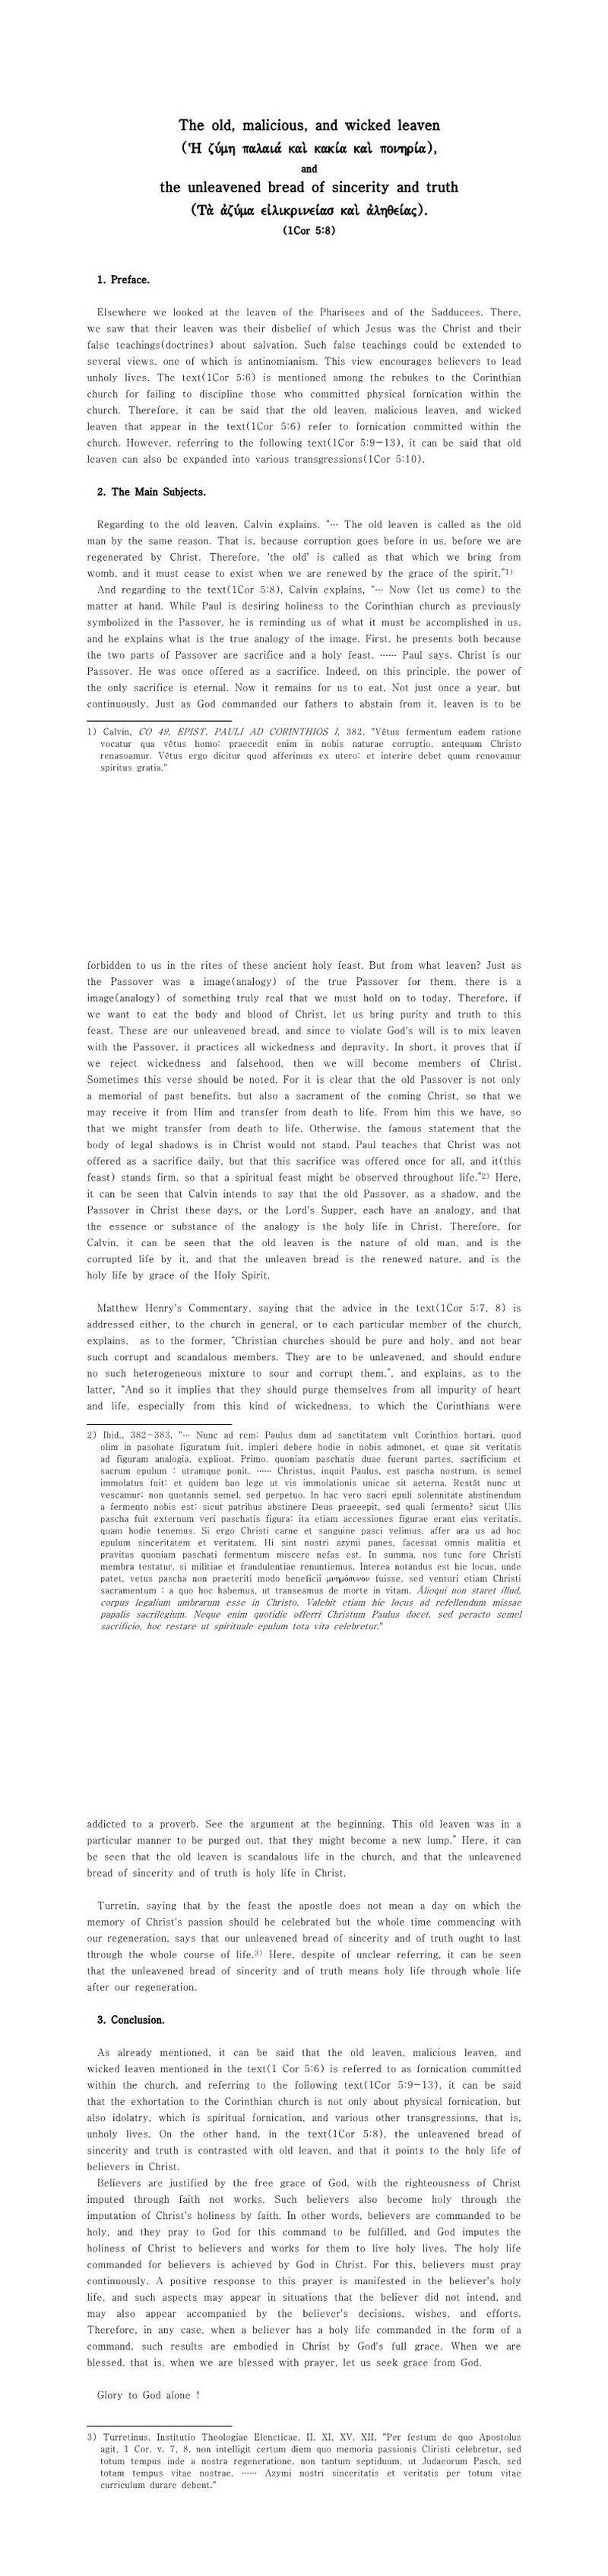 The old, malicious, and wicked leaven
(Ἡ ζύμη παλαιά καὶ κακία καὶ πονηρία),
and
the unleavened bread of sincerity and truth
(Τὰ ἀζύμα εἰλικρινείασ καὶ ἀληθείας).
(1Cor 5:8)
1. Preface.
Elsewhere we looked at the leaven of the Pharisees and of the Sadducees. There,
we saw that their leaven was their disbelief of which Jesus was the Christ and their
false teachings(doctrines) about salvation. Such false teachings could be extended to
several views, one of which is antinomianism. This view encourages believers to lead
unholy lives. The text(1Cor 5:6) is mentioned among the rebukes to the Corinthian
church for failing to discipline those who committed physical fornication within the
church. Therefore, it can be said that the old leaven, malicious leaven, and wicked
leaven that appear in the text(1Cor 5:6) refer to fornication committed within the
church. However, referring to the following text(1Cor 5:9-13), it can be said that old
leaven can also be expanded into various transgressions(1Cor 5:10).
2. The Main Subjects.
Regarding to the old leaven, Calvin explains, "… The old leaven is called as the old
man by the same reason. That is, because corruption goes before in us, before we are
regenerated by Christ. Therefore, 'the old' is called as that which we bring from
womb, and it must cease to exist when we are renewed by the grace of the spirit."1)
And regarding to the text(1Cor 5:8), Calvin explains, "… Now (let us come) to the
matter at hand. While Paul is desiring holiness to the Corinthian church as previously
symbolized in the Passover, he is reminding us of what it must be accomplished in us,
and he explains what is the true analogy of the image. First, he presents both because
the two parts of Passover are sacrifice and a holy feast. …… Paul says. Christ is our
Passover. He was once offered as a sacrifice. Indeed, on this principle, the power of
the only sacrifice is eternal. Now it remains for us to eat. Not just once a year, but
continuously. Just as God commanded our fathers to abstain from it, leaven is to be
1) Calvin, CO 49, EPIST. PAULI AD CORINTHIOS I, 382, "Vêtus fermentum eadem ratione
vocatur qua vêtus homo: praecedit enim in nobis naturae corruptio, antequam Christo
renasoamur. Vêtus ergo dicitur quod afferimus ex utero: et interire debet quum renovamur
spiritus gratia."
forbidden to us in the rites of these ancient holy feast. But from what leaven? Just as
the Passover was a image(analogy) of the true Passover for them, there is a
image(analogy) of something truly real that we must hold on to today. Therefore, if
we want to eat the body and blood of Christ, let us bring purity and truth to this
feast. These are our unleavened bread, and since to violate God's will is to mix leaven
with the Passover, it practices all wickedness and depravity. In short, it proves that if
we reject wickedness and falsehood, then we will become members of Christ.
Sometimes this verse should be noted. For it is clear that the old Passover is not only
a memorial of past benefits, but also a sacrament of the coming Christ, so that we
may receive it from Him and transfer from death to life. From him this we have, so
that we might transfer from death to life. Otherwise, the famous statement that the
body of legal shadows is in Christ would not stand. Paul teaches that Christ was not
offered as a sacrifice daily, but that this sacrifice was offered once for all, and it(this
feast) stands firm, so that a spiritual feast might be observed throughout life."2) Here,
it can be seen that Calvin intends to say that the old Passover, as a shadow, and the
Passover in Christ these days, or the Lord's Supper, each have an analogy, and that
the essence or substance of the analogy is the holy life in Christ. Therefore, for
Calvin, it can be seen that the old leaven is the nature of old man, and is the
corrupted life by it, and that the unleaven bread is the renewed nature, and is the
holy life by grace of the Holy Spirit.
Matthew Henry's Commentary, saying that the advice in the text(1Cor 5:7, 8) is
addressed either, to the church in general, or to each particular member of the church,
explains, as to the former, "Christian churches should be pure and holy, and not bear
such corrupt and scandalous members. They are to be unleavened, and should endure
no such heterogeneous mixture to sour and corrupt them.", and explains, as to the
latter, "And so it implies that they should purge themselves from all impurity of heart
and life, especially from this kind of wickedness, to which the Corinthians were
2) Ibid., 382-383, "… Nunc ad rem: Paulus dum ad sanctitatem vult Corinthios hortari, quod
olim in pasohate figuratum fuit, impleri debere hodie in nobis admonet, et quae sit veritatis
ad figuram analogia, explioat. Primo, quoniam paschatis duae fuerunt partes, sacrificium et
sacrum epulum : utramque ponit. …… Christus, inquit Paulus, est pascha nostrum, is semel
immolatus fuit: et quidem bao lege ut vis immolationis unicae sit aeterna. Restât nunc ut
vescamur: non quotannis semel, sed perpetuo. In hac vero sacri epuli solennitate abstinendum
a fermento nobis est: sicut patribus abstinere Deus praeeepit, sed quali fermento? sicut Ulis
pascha fuit externum veri paschatis figura: ita etiam accessiones figurae erant eius veritatis,
quam hodie tenemus. Si ergo Christi carne et sanguine pasci velimus, affer ara us ad hoc
epulum sinceritatem et veritatem. Hi sint nostri azymi panes, facessat omnis malitia et
pravitas quoniam paschati fermentum miscere nefas est. In summa, nos tunc fore Christi
membra testatur, si militiae et fraudulentiae renuntiemus. Interea notandus est hie locus, unde
patet, vetus pascha non praeteriti modo beneficii μνημόσυνον fuisse, sed venturi etiam Christi
sacramentum : a quo hoc habemus, ut transeamus de morte in vitam. Âlioqui non staret illud,
corpus legalium umbrarum esse in Christo. Valebit etiam hie locus ad refellendum missae
papalis sacrilegium. Neque enim quotidie offerri Christum Paulus docet, sed peracto semel
sacrificio, hoc restare ut spirituale epulum tota vita celebretur."
addicted to a proverb. See the argument at the beginning. This old leaven was in a
particular manner to be purged out, that they might become a new lump." Here, it can
be seen that the old leaven is scandalous life in the church, and that the unleavened
bread of sincerity and of truth is holy life in Christ.
Turretin, saying that by the feast the apostle does not mean a day on which the
memory of Christ's passion should be celebrated but the whole time commencing with
our regeneration, says that our unleavened bread of sincerity and of truth ought to last
through the whole course of life.3) Here, despite of unclear referring, it can be seen
that the unleavened bread of sincerity and of truth means holy life through whole life
after our regeneration.
3. Conclusion.
As already mentioned, it can be said that the old leaven, malicious leaven, and
wicked leaven mentioned in the text(1 Cor 5:6) is referred to as fornication committed
within the church, and referring to the following text(1Cor 5:9-13), it can be said
that the exhortation to the Corinthian church is not only about physical fornication, but
also idolatry, which is spiritual fornication, and various other transgressions, that is,
unholy lives. On the other hand, in the text(1Cor 5:8), the unleavened bread of
sincerity and truth is contrasted with old leaven, and that it points to the holy life of
believers in Christ.
Believers are justified by the free grace of God, with the righteousness of Christ
imputed through faith not works. Such believers also become holy through the
imputation of Christ's holiness by faith. In other words, believers are commanded to be
holy, and they pray to God for this command to be fulfilled, and God imputes the
holiness of Christ to believers and works for them to live holy lives. The holy life
commanded for believers is achieved by God in Christ. For this, believers must pray
continuously. A positive response to this prayer is manifested in the believer's holy
life, and such aspects may appear in situations that the believer did not intend, and
may also appear accompanied by the believer's decisions, wishes, and efforts.
Therefore, in any case, when a believer has a holy life commanded in the form of a
command, such results are embodied in Christ by God's full grace. When we are
blessed, that is, when we are blessed with prayer, let us seek grace from God.
Glory to God alone !
3) Turretinus, Institutio Theologiae Elencticae, II, XI, XV, XII, "Per festum de quo Apostolus
agit, 1 Cor. v. 7, 8, non intelligit certum diem quo memoria passionis Cliristi celebretur, sed
totum tempus inde a nostra regeneratione, non tantum septiduum, ut Judaeorum Pasch, sed
totam tempus vitae nostrae. …… Azymi nostri sinceritatis et veritatis per totum vitae
curriculum durare debent."